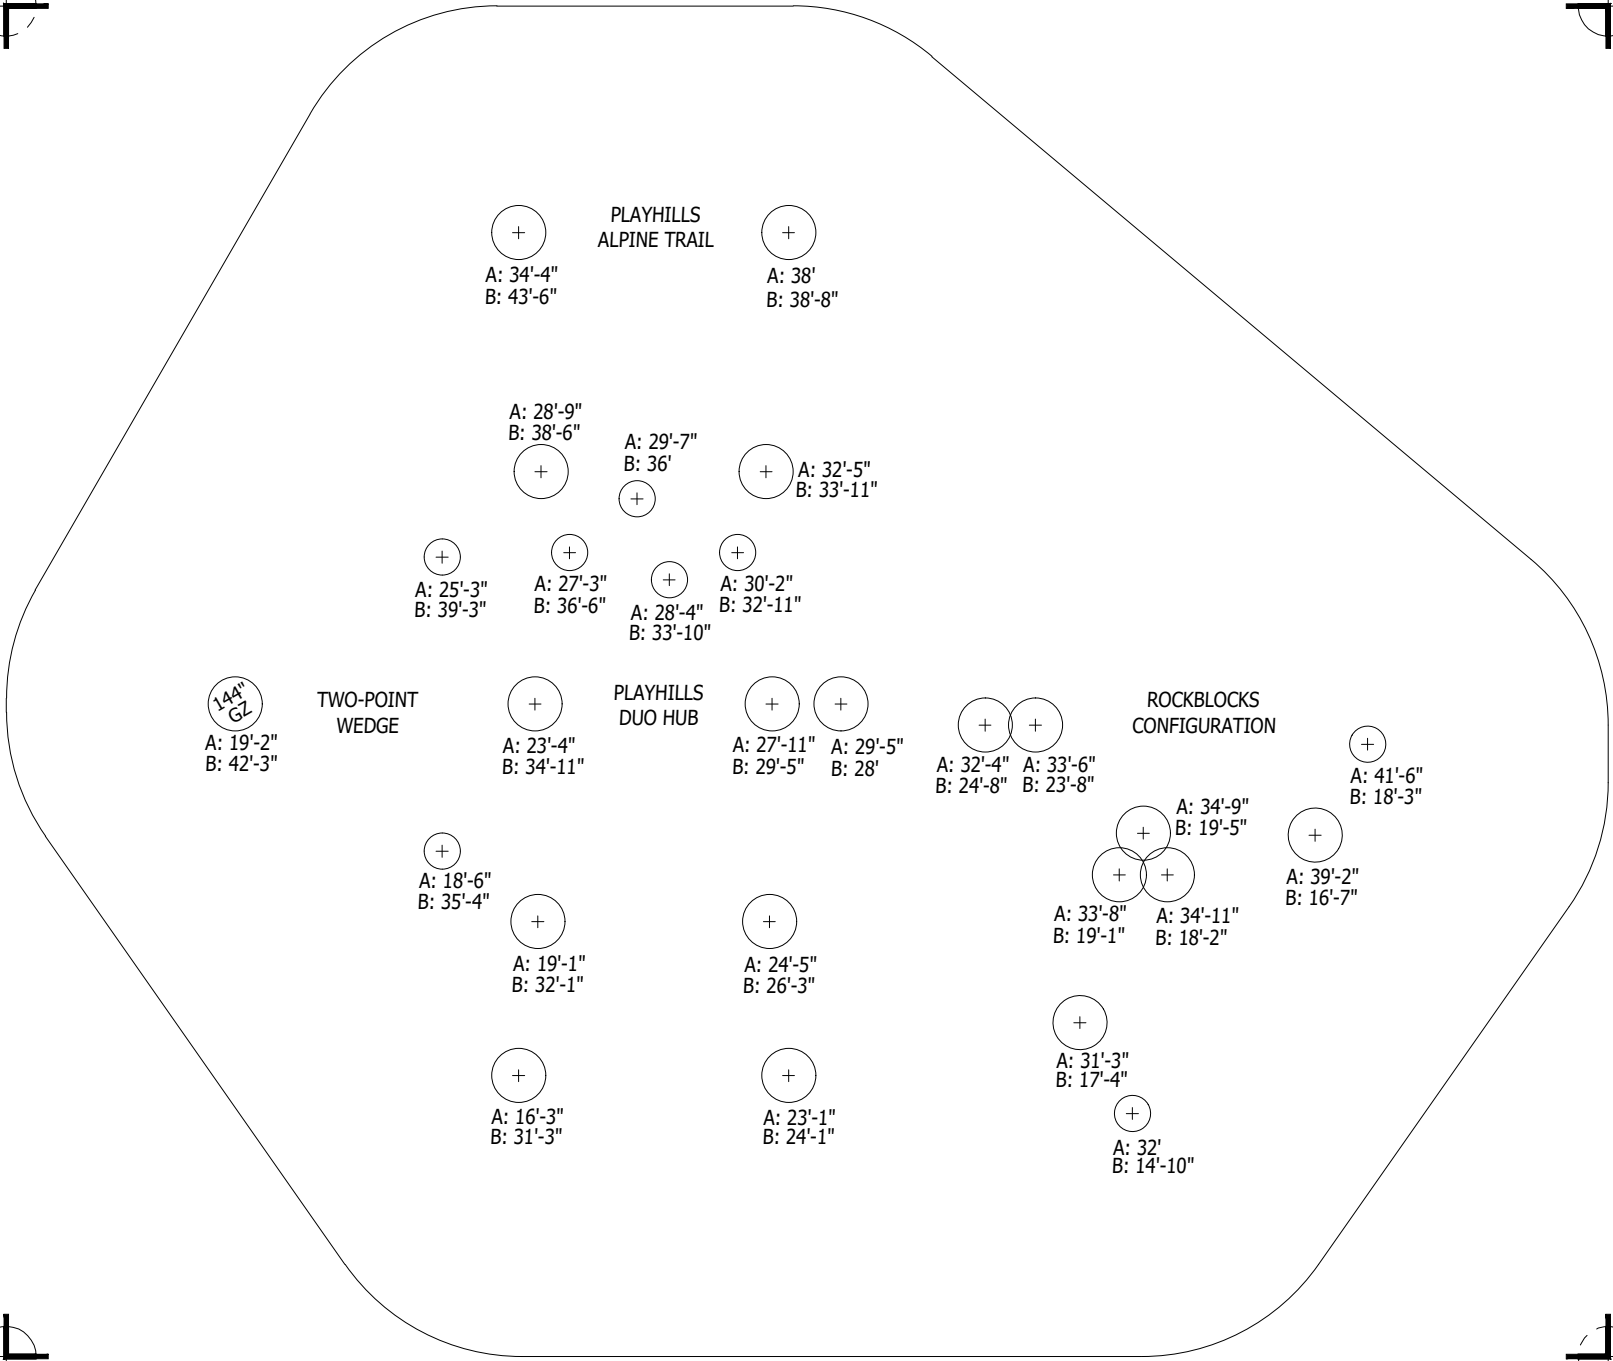 PLAYHILLS
ALPINE TRAIL
A: 34'-4"
B: 43'-6"
A: 38'
B: 38'-8"
A: 28'-9"
B: 38'-6"
A: 29'-7"
B: 36'
A: 32'-5"
B: 33'-11"
A: 25'-3"
B: 39'-3"
A: 27'-3"
B: 36'-6"
A: 28'-4"
B: 33'-10"
A: 30'-2"
B: 32'-11"
144"
GZ
A: 19'-2"
B: 42'-3"
TWO-POINT
WEDGE
A: 23'-4"
B: 34'-11"
PLAYHILLS
DUO HUB
A: 27'-11"
B: 29'-5"
A: 29'-5"
B: 28'
A: 32'-4"
B: 24'-8"
A: 33'-6"
B: 23'-8"
ROCKBLOCKS
CONFIGURATION
A: 41'-6"
B: 18'-3"
A: 34'-9"
B: 19'-5"
A: 39'-2"
B: 16'-7"
A: 33'-8"
B: 19'-1"
A: 34'-11"
B: 18'-2"
A: 18'-6"
B: 35'-4"
A: 19'-1"
B: 32'-1"
A: 24'-5"
B: 26'-3"
A: 31'-3"
B: 17'-4"
A: 16'-3"
B: 31'-3"
A: 23'-1"
B: 24'-1"
A: 32'
B: 14'-10"